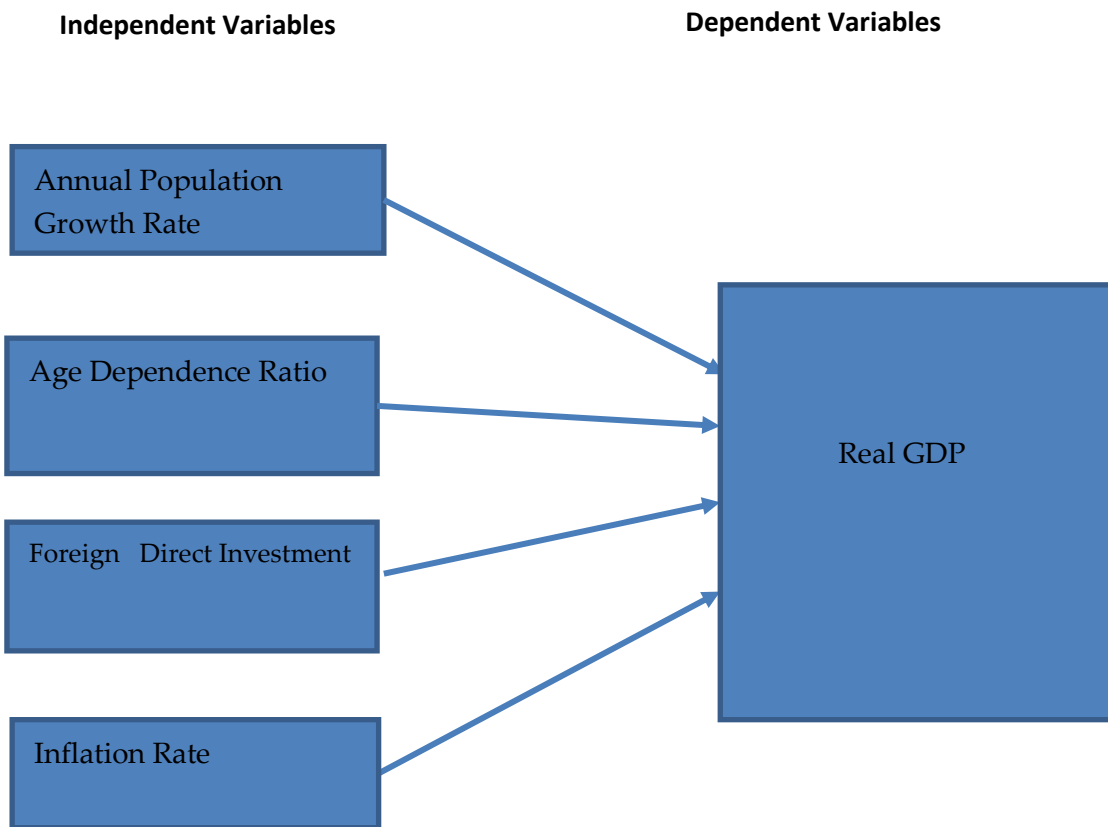 Independent Variables
Dependent Variables
Annual Population
Growth Rate
Age Dependence Ratio
Real GDP
Foreign Direct Investment
Inflation Rate